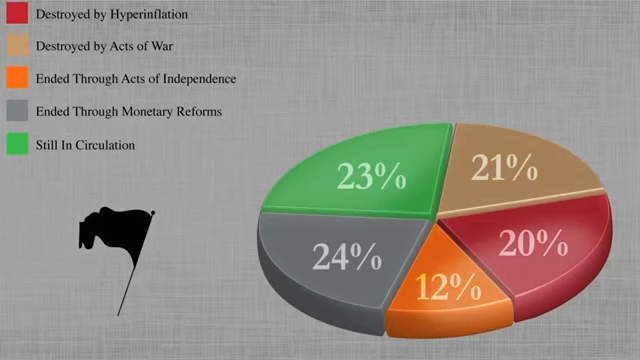 Destroyed by Hyperinflation
Destroyed by Acts of War
Ended Through Acts of Independence
Ended Through Monetary Reforms
Still In Circulation
23%
21%
20%
24%
12%